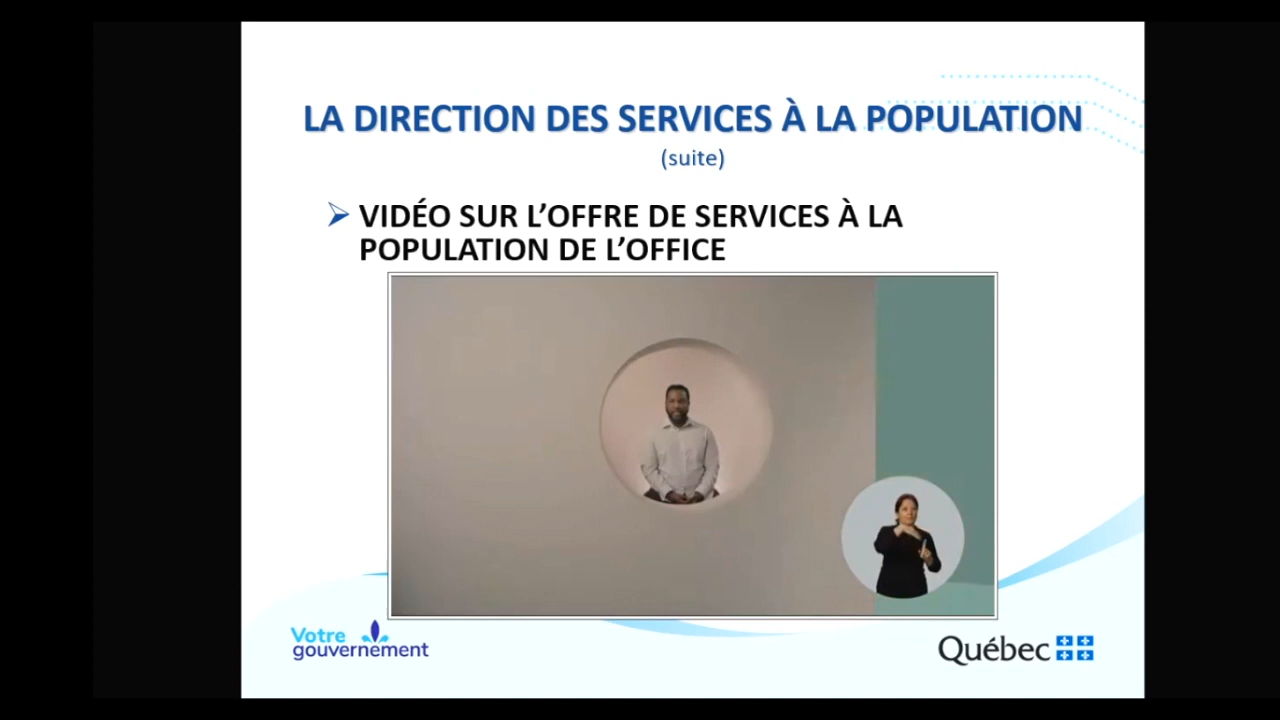 LA DIRECTION DES SERVICES À LA POPULATION
(suite)
VIDÉO SUR L’OFFRE DE SERVICES À LA
POPULATION DE L’OFFICE
Votre
gouvernement
Québec